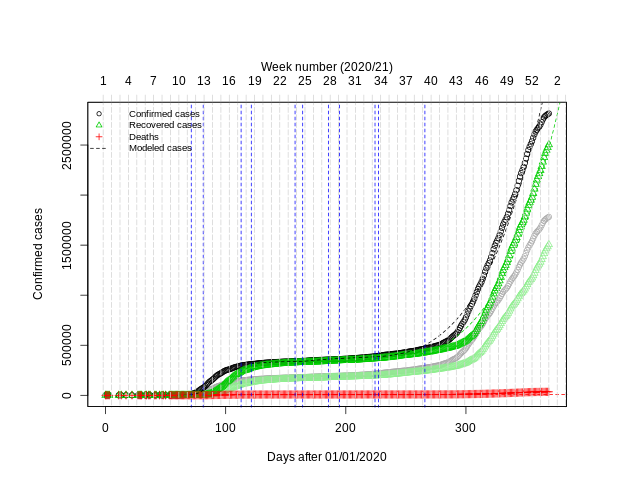 Week number (2020/21)
1 4 7 10 13 16 19 22 25 28 31 34 37 40 43 46 49 52 2
Confirmed cases
Recovered cases
Deaths
Modeled cases
Confirmed cases
0 500000 1500000 2500000
0 100 200 300
Days after 01/01/2020